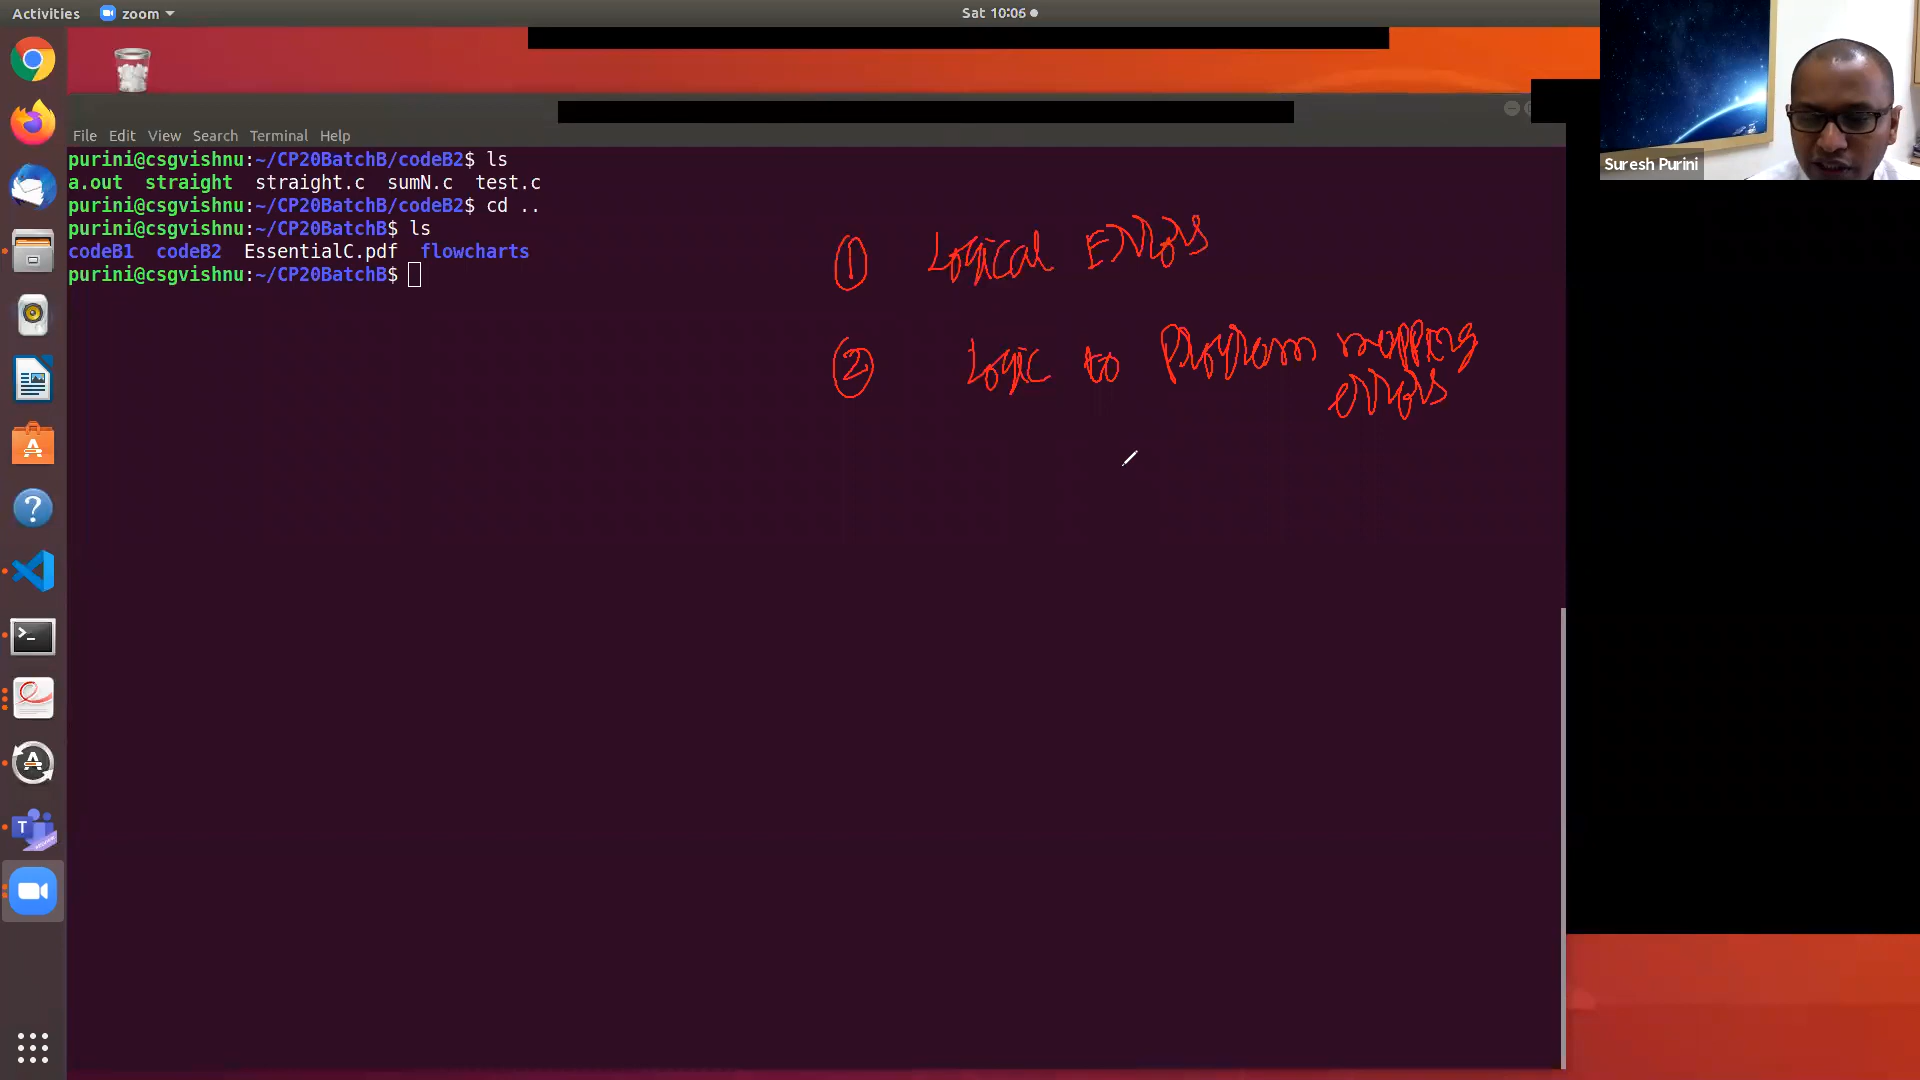 Activities zoom Sat 10:06
File Edit View Search Terminal Help
purini@csgvishnu:~/CP20BatchB/codeB2$ ls
a.out straight straight.c sumN.c test.c
purini@csgvishnu:~/CP20BatchB/codeB2$ cd ..
purini@csgvishnu:~/CP20BatchB$ ls
codeB1 codeB2 EssentialC.pdf flowcharts
purini@csgvishnu:~/CP20BatchB$
① Logical Errors
② Logic to Program mapping
errors
Suresh Purini